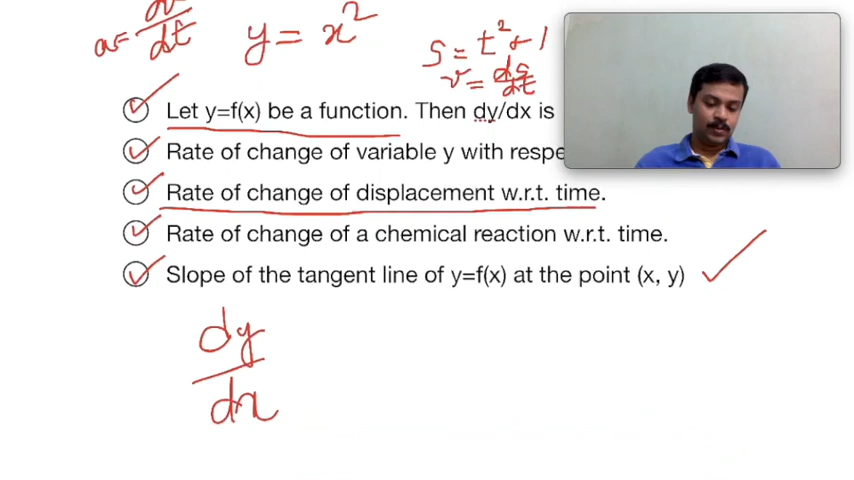 a = dv/dt
y = x²
S = t² + 1
v = ds/dt
Let y=f(x) be a function. Then dy/dx is
Rate of change of variable y with
Rate of change of displacement w.r.t. time.
Rate of change of a chemical reaction w.r.t. time.
Slope of the tangent line of y=f(x) at the point (x, y)
dy
dx